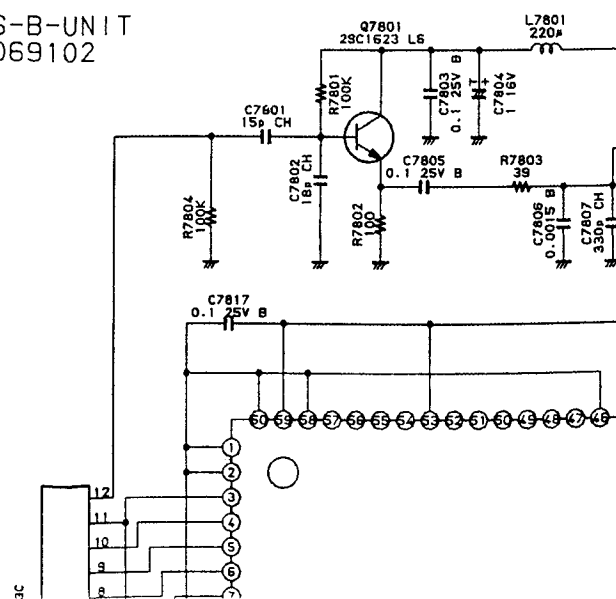 S-B-UNIT
069102
Q7801
2SC1623 L6
L7801
220μ
R7801
100K
C7803
0.1 25V B
C7804
1 16V
T +
C7801
15p CH
C7802
18p CH
C7805
0.1 25V B
R7803
39
R7804
100K
R7802
100
C7806
0.0015 B
C7807
330p CH
C7817
0.1 25V B
60 59 58 57 56 55 54 53 52 51 50 49 48 47 46
1
2
12
3
11
4
10
5
9
6
8
7
3C